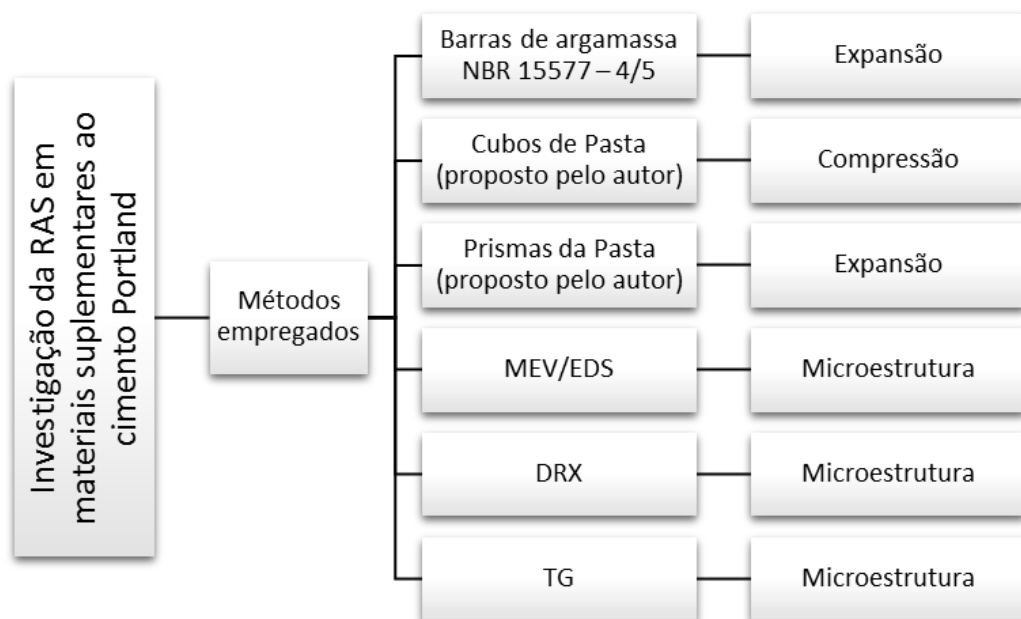 Investigação da RAS em
materiais suplementares ao
cimento Portland
Métodos
empregados
Barras de argamassa
NBR 15577 – 4/5
Expansão
Cubos de Pasta
(proposto pelo autor)
Compressão
Prismas da Pasta
(proposto pelo autor)
Expansão
MEV/EDS
Microestrutura
DRX
Microestrutura
TG
Microestrutura